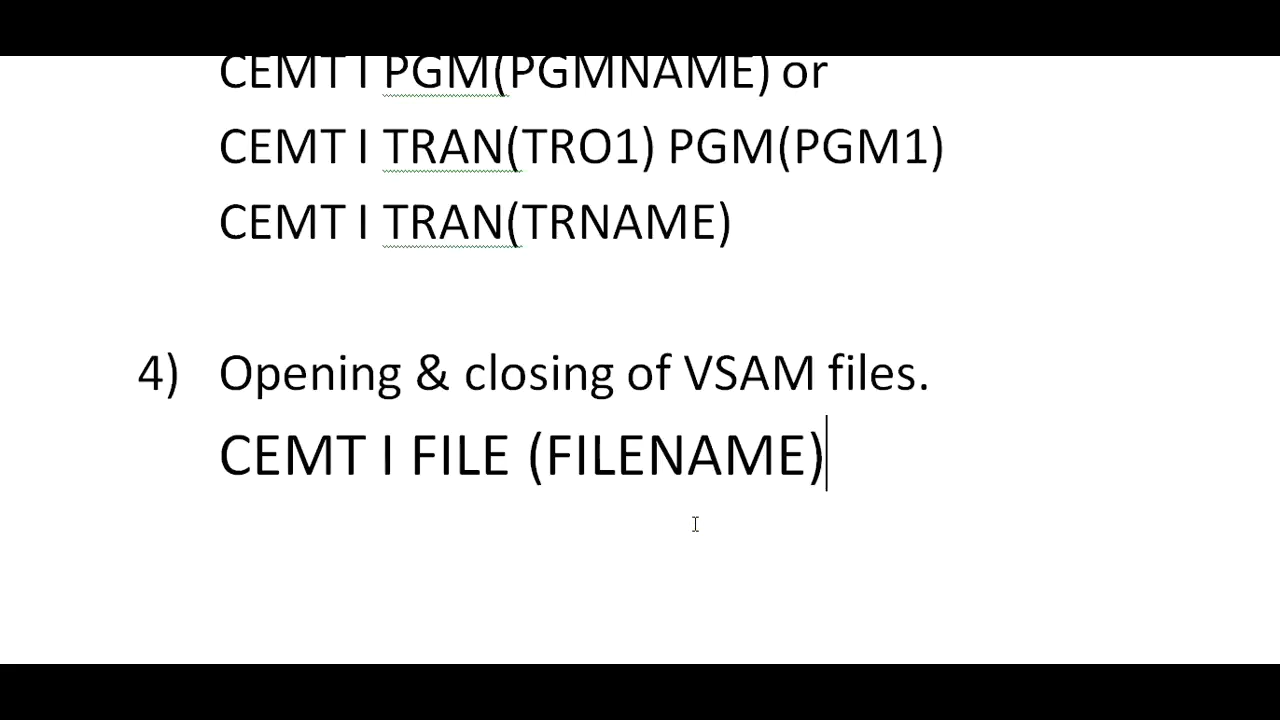 CEMT I PGM(PGMNAME) or
CEMT I TRAN(TRO1) PGM(PGM1)
CEMT I TRAN(TRNAME)
4) Opening & closing of VSAM files.
CEMT I FILE (FILENAME)